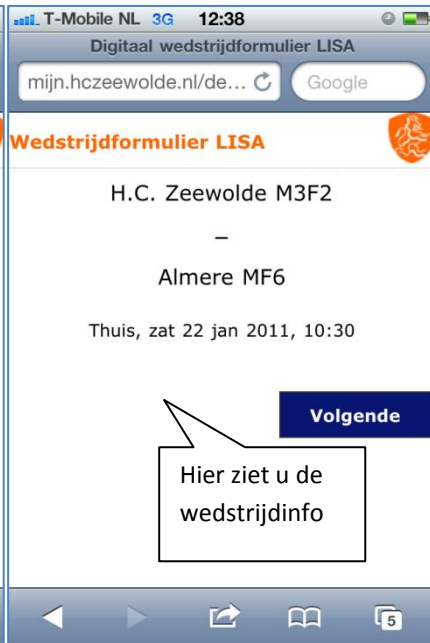 T-Mobile NL 3G 12:38
Digitaal wedstrijdformulier LISA
mijn.hczeewolde.nl/de... Google
Wedstrijdformulier LISA
H.C. Zeewolde M3F2
–
Almere MF6
Thuis, zat 22 jan 2011, 10:30
Volgende
Hier ziet u de
wedstrijdinfo
5